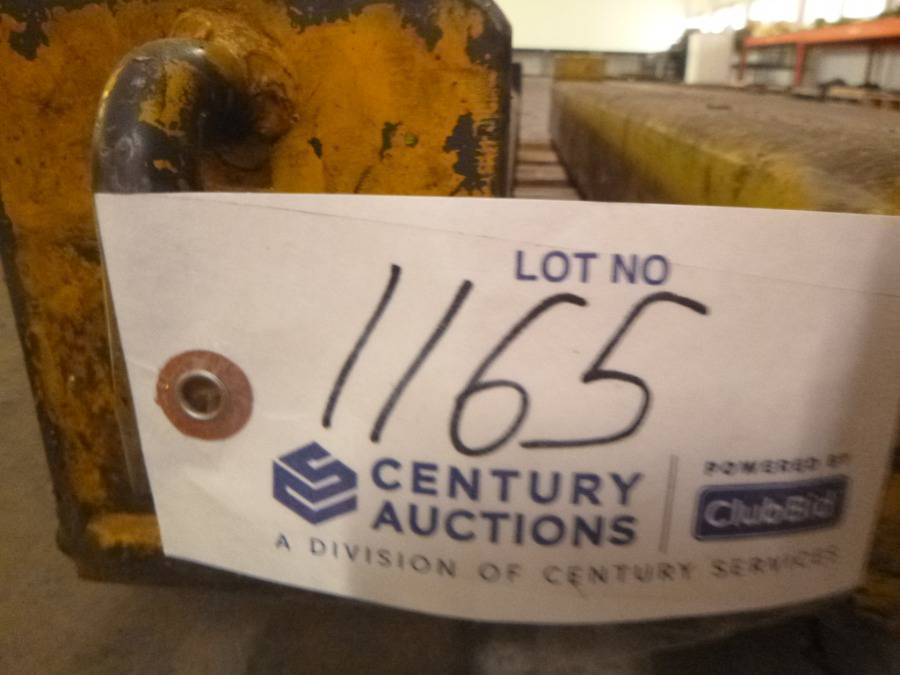 LOT NO
1165
CENTURY
AUCTIONS
A DIVISION OF CENTURY SERVICES
POWERED BY
ClubBid